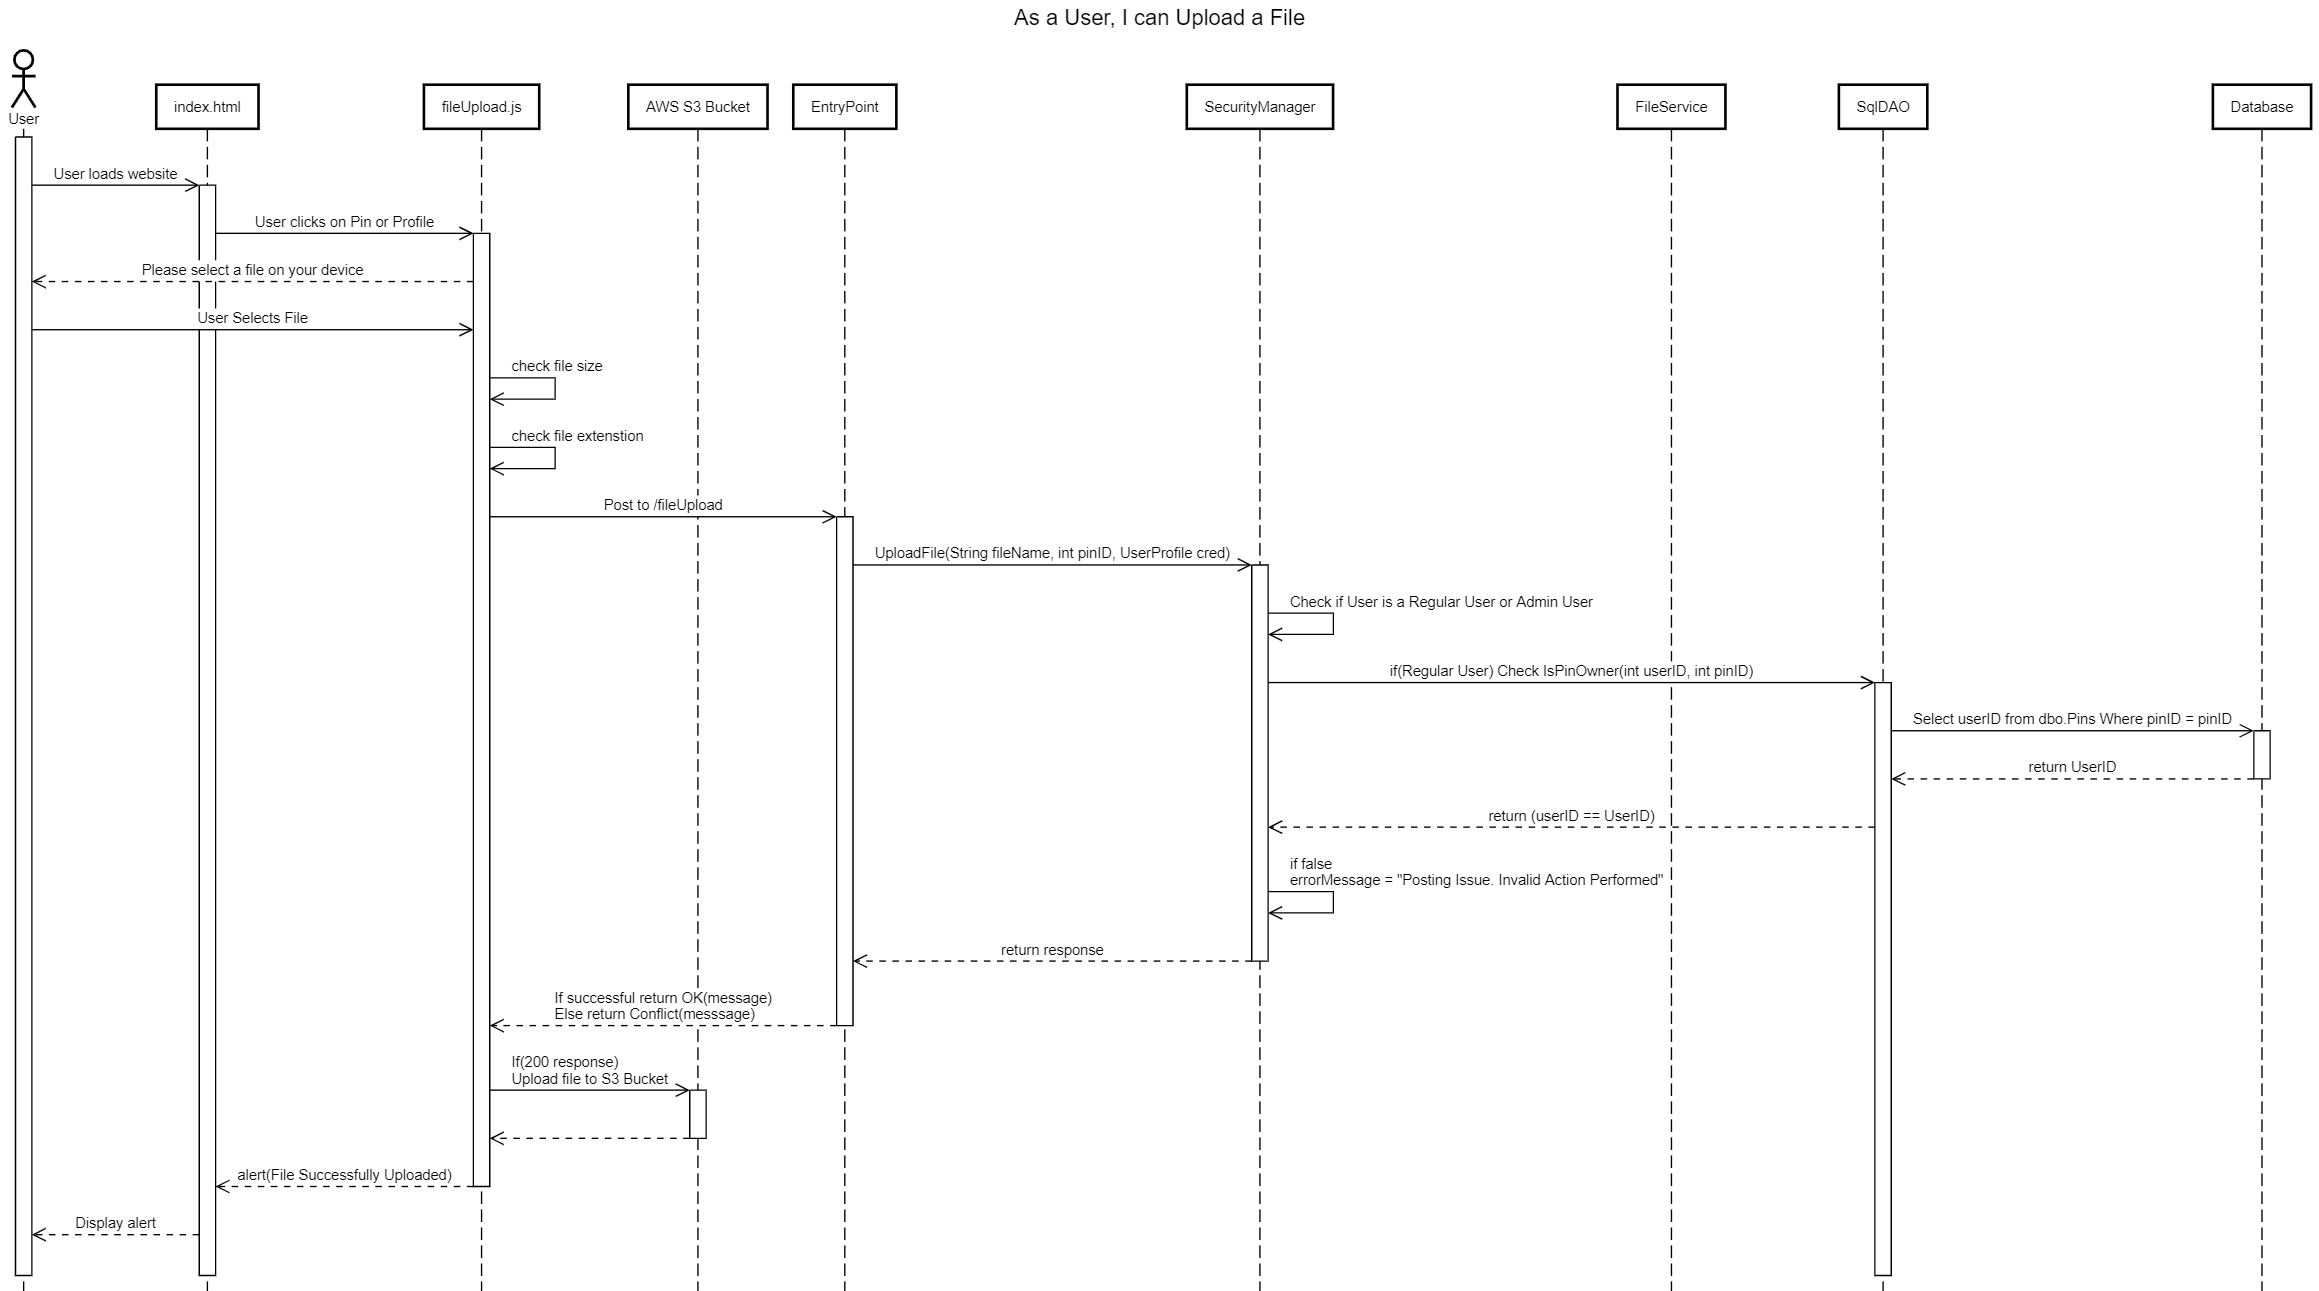 As a User, I can Upload a File
User
index.html
fileUpload.js
AWS S3 Bucket
EntryPoint
SecurityManager
FileService
SqlDAO
Database
User loads website
User clicks on Pin or Profile
Please select a file on your device
User Selects File
check file size
check file extenstion
Post to /fileUpload
UploadFile(String fileName, int pinID, UserProfile cred)
Check if User is a Regular User or Admin User
if(Regular User) Check IsPinOwner(int userID, int pinID)
Select userID from dbo.Pins Where pinID = pinID
return UserID
return (userID == UserID)
if false
errorMessage = "Posting Issue. Invalid Action Performed"
return response
If successful return OK(message)
Else return Conflict(messsage)
If(200 response)
Upload file to S3 Bucket
alert(File Successfully Uploaded)
Display alert